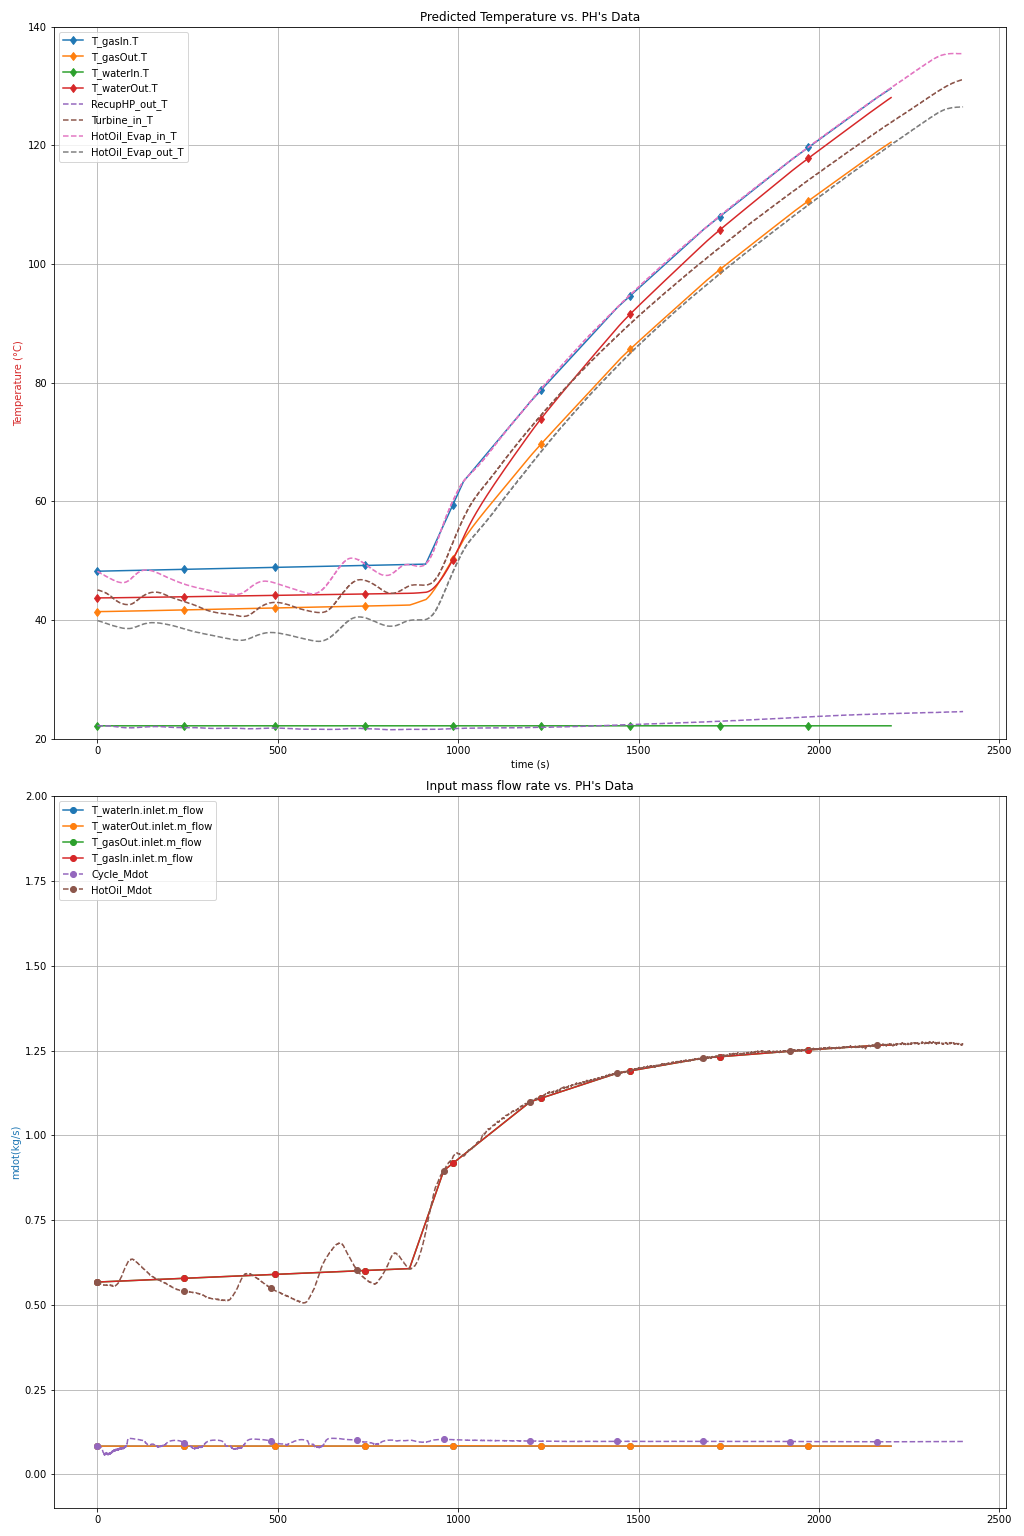 Predicted Temperature vs. PH's Data
140
T_gasIn.T
T_gasOut.T
T_waterIn.T
T_waterOut.T
RecupHP_out_T
Turbine_in_T
HotOil_Evap_in_T
HotOil_Evap_out_T
120
100
80
60
40
20
Temperature (°C)
0 500 1000 1500 2000 2500
time (s)
Input mass flow rate vs. PH's Data
2.00
T_waterIn.inlet.m_flow
T_waterOut.inlet.m_flow
T_gasOut.inlet.m_flow
T_gasIn.inlet.m_flow
Cycle_Mdot
HotOil_Mdot
1.75
1.50
1.25
1.00
0.75
0.50
0.25
0.00
mdot(kg/s)
0 500 1000 1500 2000 2500